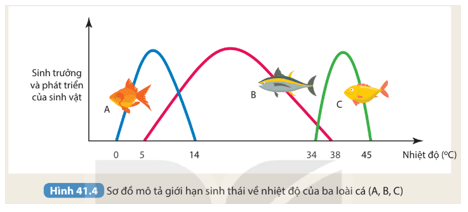 Sinh trưởng
và phát triển
của sinh vật
A
B
C
0 5 14 34 38 45 Nhiệt độ (ºC)
Hình 41.4 Sơ đồ mô tả giới hạn sinh thái về nhiệt độ của ba loài cá (A, B, C)